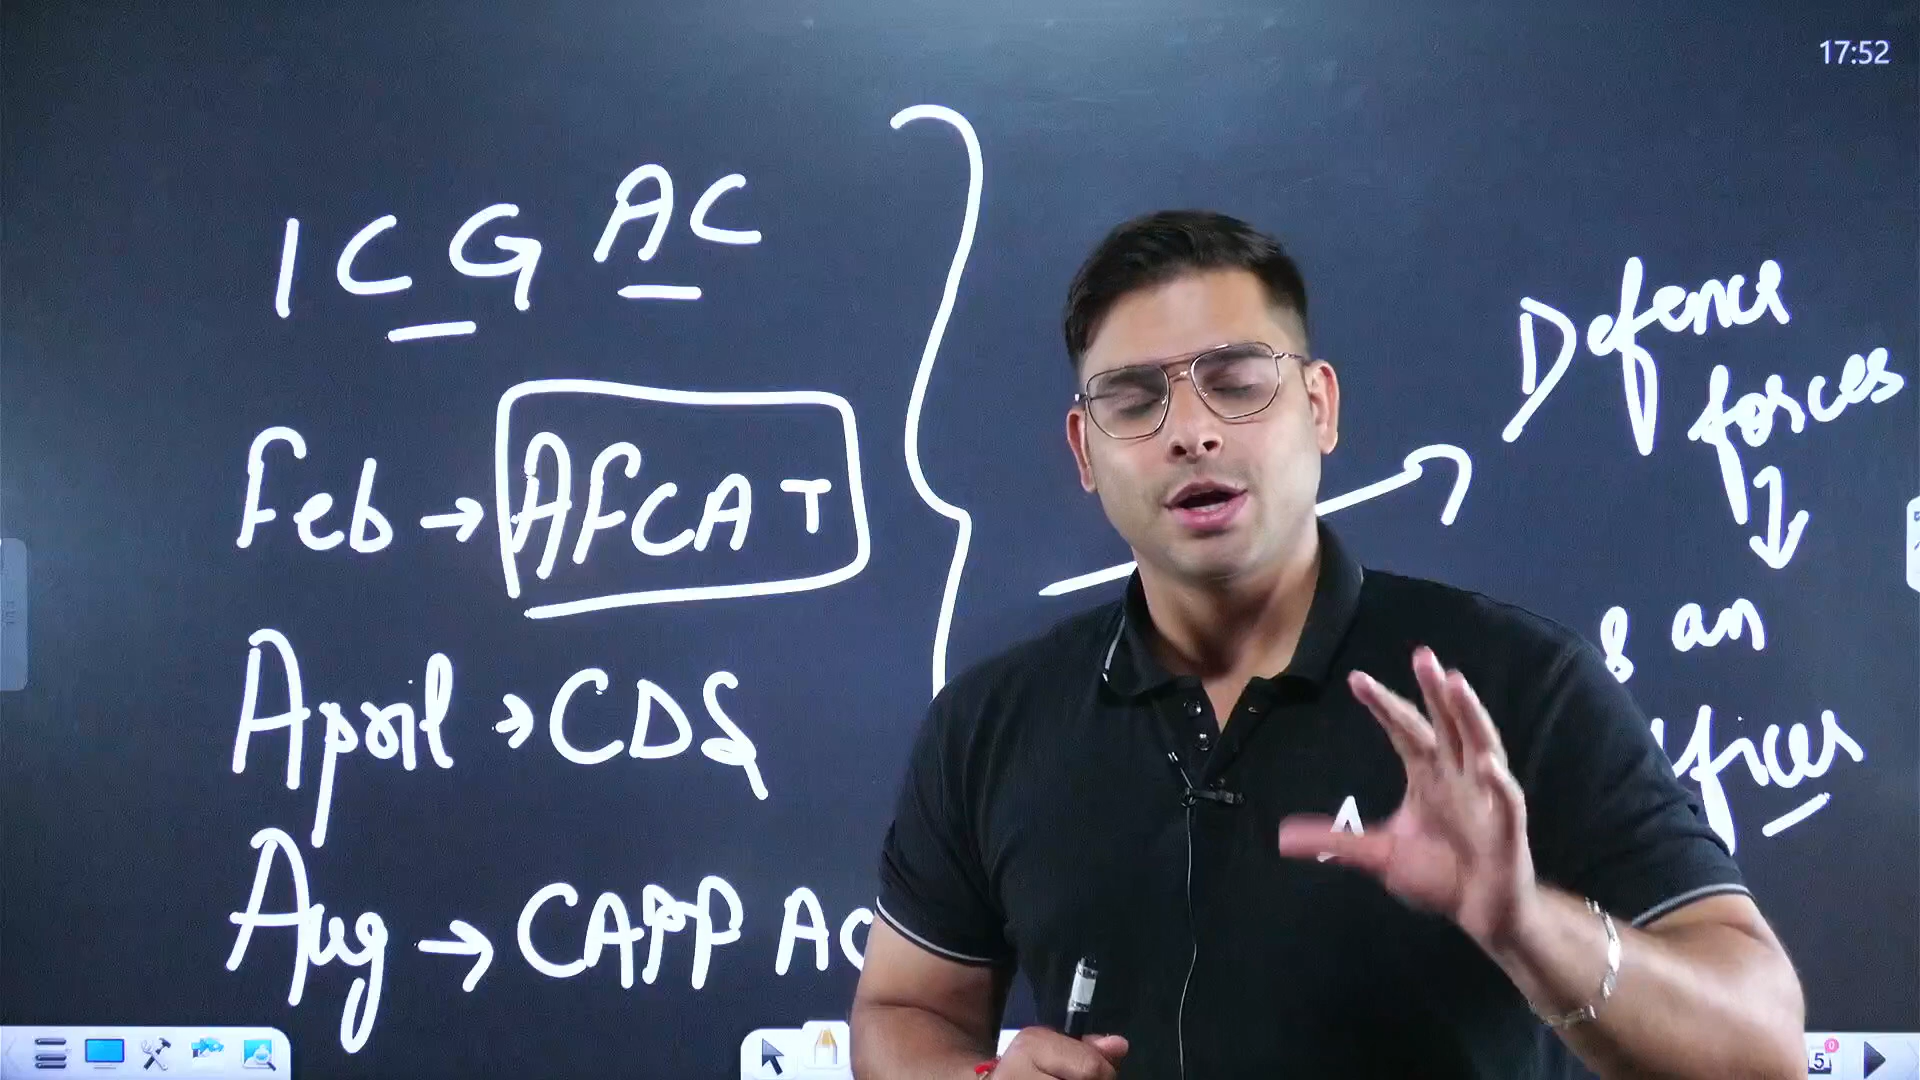 17:52
ICG AC
Feb → AFCAT
April → CDS
Aug → CAPF AC
Defence
forces
↓
an